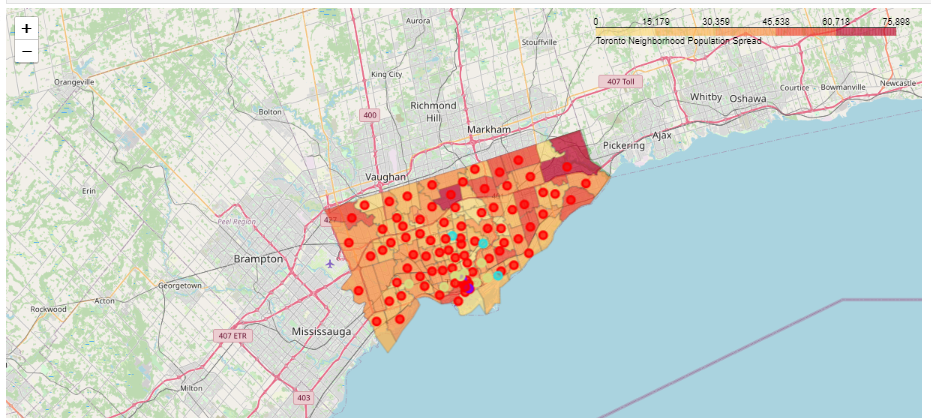 +
−
0 15,179 30,359 45,538 60,718 75,898
Toronto Neighborhood Population Spread
Aurora
Stouffville
King City
Orangeville
407 Toll
Newcastle
Courtice
Bowmanville
Whitby
Oshawa
Bolton
400
Richmond
Hill
Markham
Ajax
Pickering
Vaughan
Erin
427
Peel Region
Brampton
Georgetown
Acton
Rockwood
Mississauga
407 ETR
Milton
403